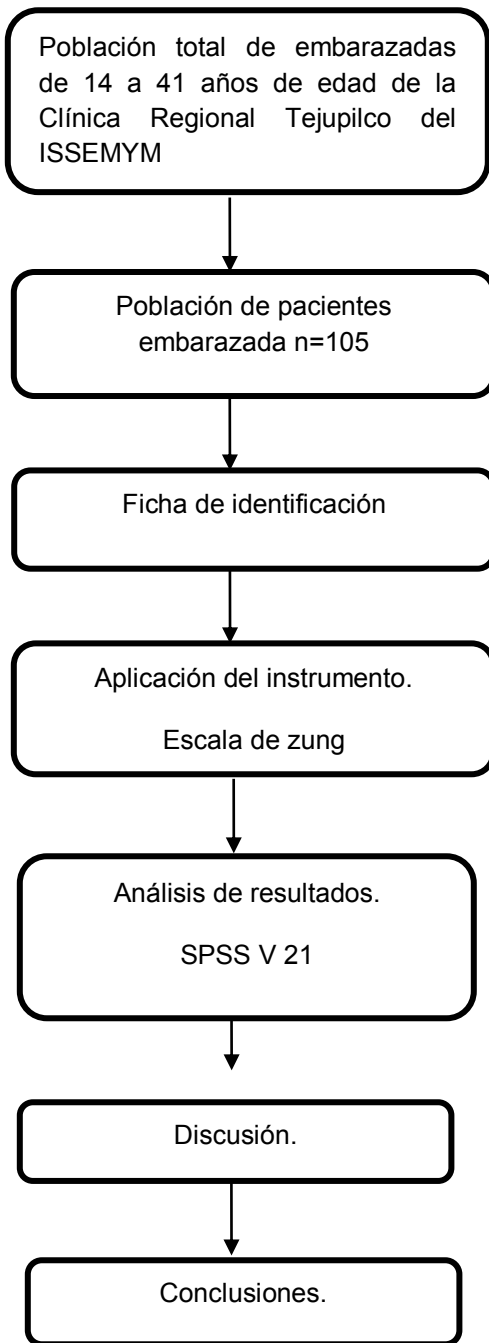 Población total de embarazadas
de 14 a 41 años de edad de la
Clínica Regional Tejupilco del
ISSEMYM
Población de pacientes
embarazada n=105
Ficha de identificación
Aplicación del instrumento.
Escala de zung
Análisis de resultados.
SPSS V 21
Discusión.
Conclusiones.